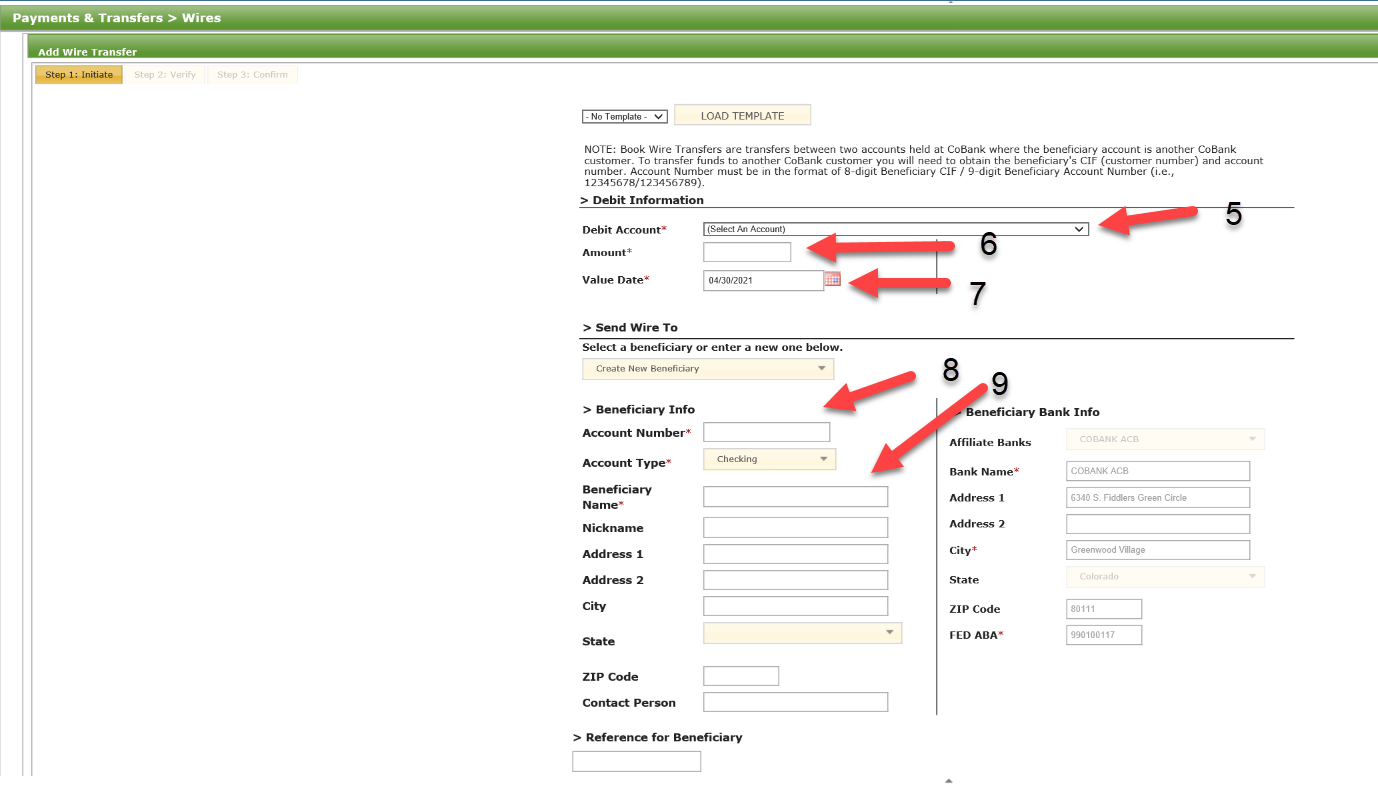 Payments & Transfers > Wires
Add Wire Transfer
Step 1: Initiate Step 2: Verify Step 3: Confirm
- No Template - LOAD TEMPLATE
NOTE: Book Wire Transfers are transfers between two accounts held at CoBank where the beneficiary account is another CoBank
customer. To transfer funds to another CoBank customer you will need to obtain the beneficiary's CIF (customer number) and account
number. Account Number must be in the format of 8-digit Beneficiary CIF / 9-digit Beneficiary Account Number (i.e.,
12345678/123456789).
> Debit Information
5
Debit Account* (Select An Account)
Amount*
6
Value Date* 04/30/2021
7
> Send Wire To
Select a beneficiary or enter a new one below.
Create New Beneficiary
8
9
> Beneficiary Info
Account Number*
Account Type* Checking
Beneficiary
Name*
Nickname
Address 1
Address 2
City
State
ZIP Code
Contact Person
> Beneficiary Bank Info
Affiliate Banks COBANK ACB
Bank Name* COBANK ACB
Address 1 6340 S. Fiddlers Green Circle
Address 2
City* Greenwood Village
State Colorado
ZIP Code 80111
FED ABA* 990100117
> Reference for Beneficiary